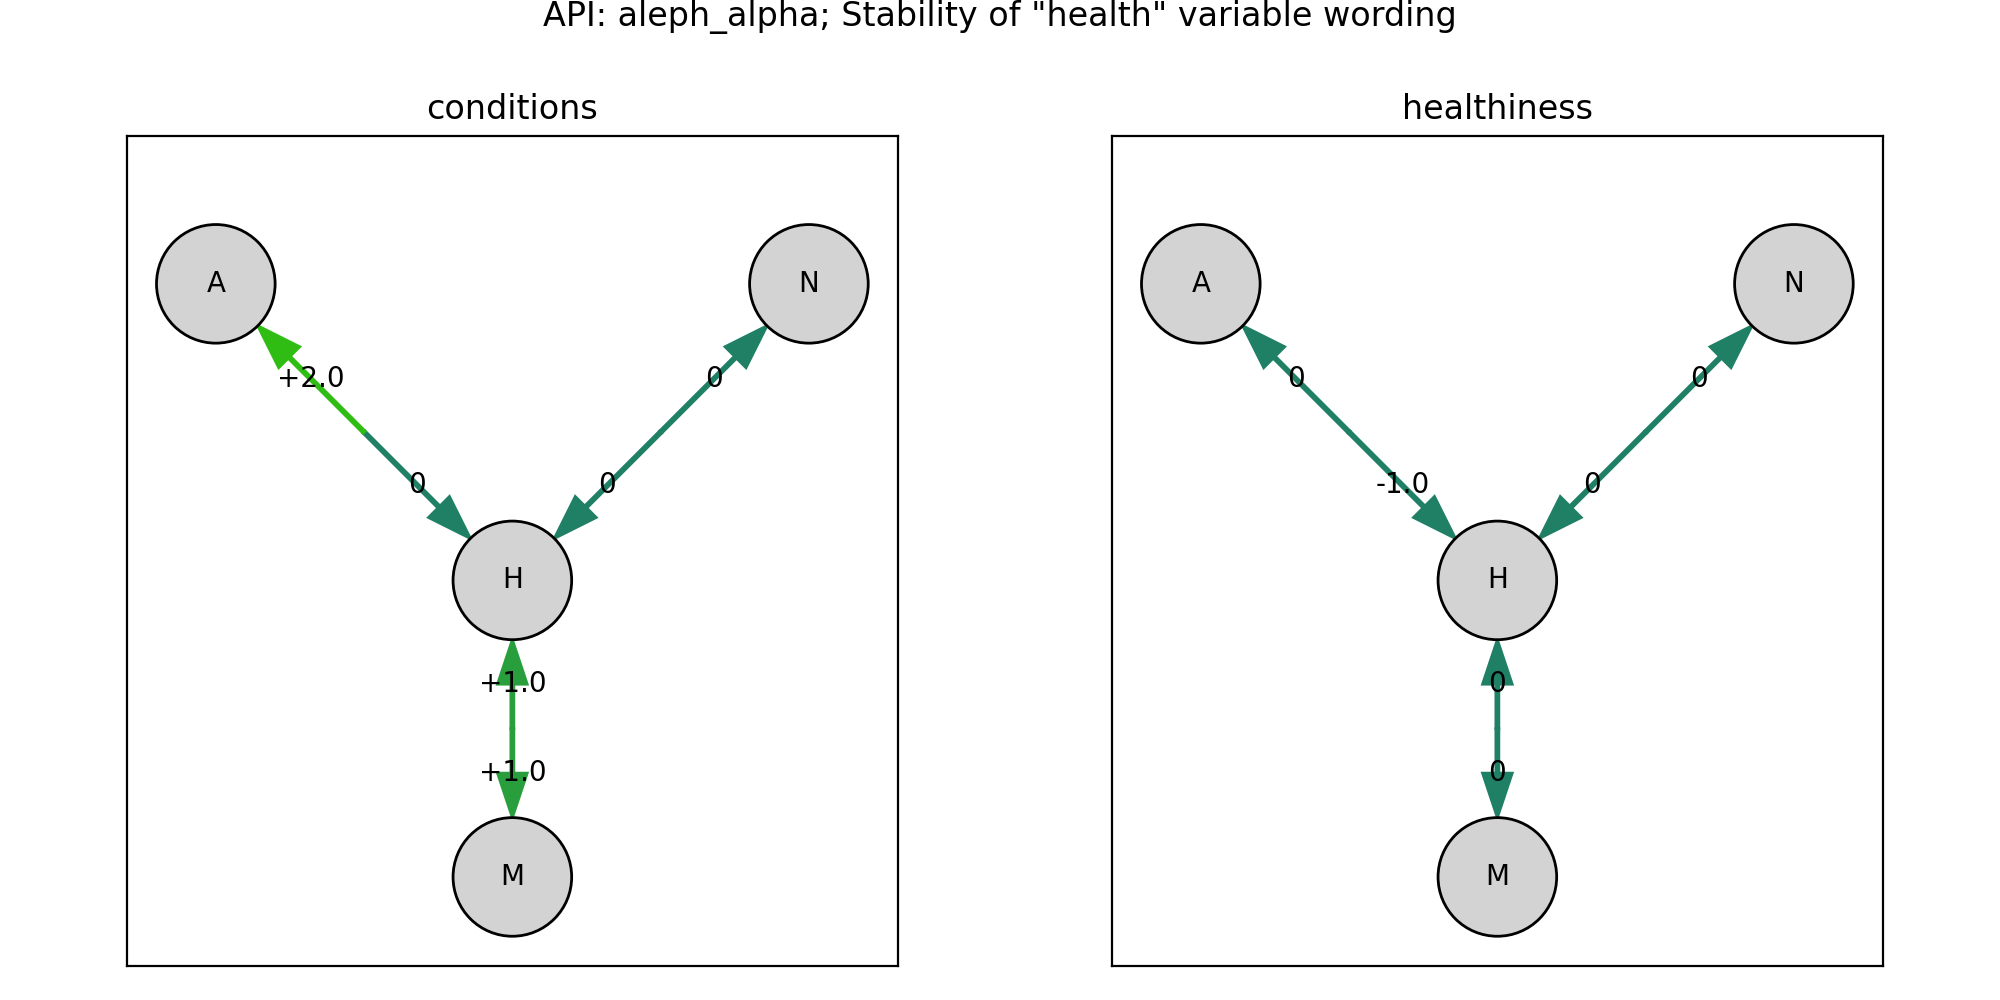 API: aleph_alpha; Stability of "health" variable wording
conditions
A
N
+2.0
0
0
0
H
+1.0
+1.0
M
healthiness
A
N
0
0
-1.0
0
H
0
0
M